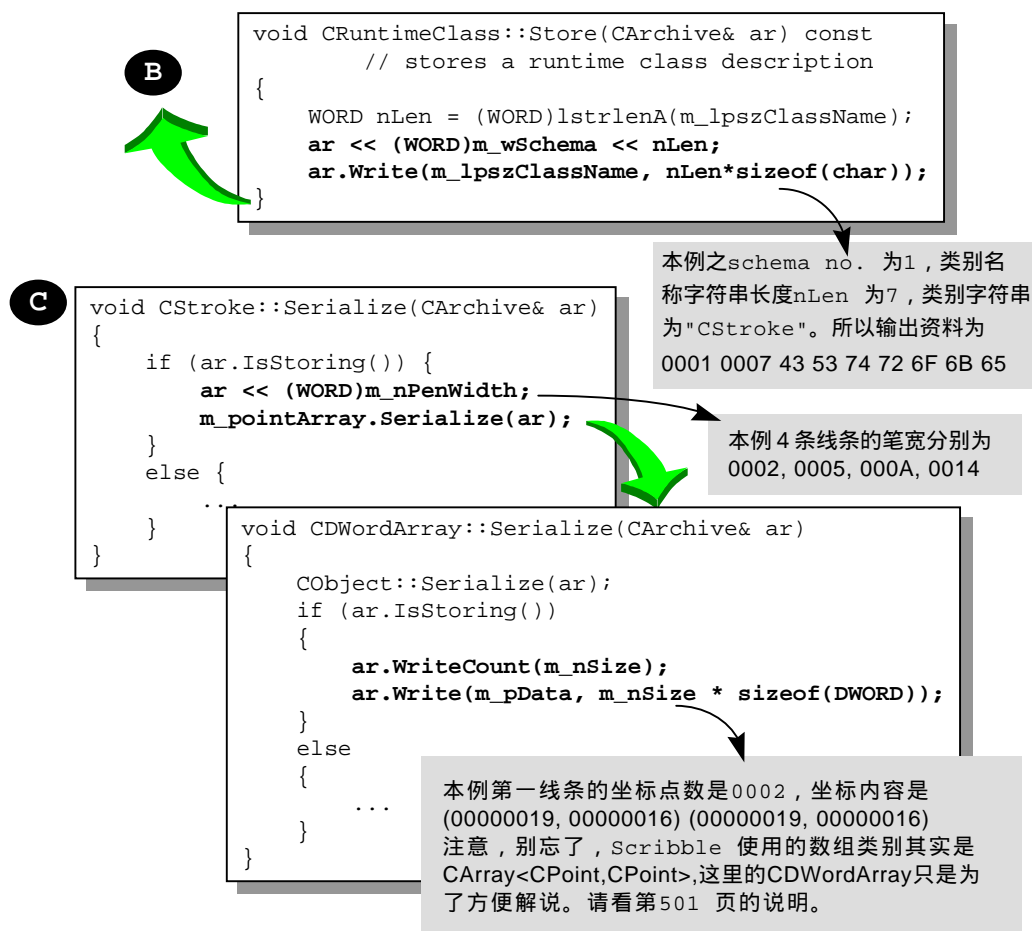 B
void CRuntimeClass::Store(CArchive& ar) const
// stores a runtime class description
{
WORD nLen = (WORD)lstrlenA(m_lpszClassName);
ar << (WORD)m_wSchema << nLen;
ar.Write(m_lpszClassName, nLen*sizeof(char));
}
本例之schema no. 为1，类别名
称字符串长度nLen 为7，类别字符串
为"CStroke"。所以输出资料为
0001 0007 43 53 74 72 6F 6B 65
C
void CStroke::Serialize(CArchive& ar)
{
if (ar.IsStoring()) {
ar << (WORD)m_nPenWidth;
m_pointArray.Serialize(ar);
}
else {
...
}
}
本例 4 条线条的笔宽分别为
0002, 0005, 000A, 0014
void CDWordArray::Serialize(CArchive& ar)
{
CObject::Serialize(ar);
if (ar.IsStoring())
{
ar.WriteCount(m_nSize);
ar.Write(m_pData, m_nSize * sizeof(DWORD));
}
else
{
...
}
}
本例第一线条的坐标点数是0002，坐标内容是
(00000019, 00000016) (00000019, 00000016)
注意，别忘了，Scribble 使用的数组类别其实是
CArray<CPoint,CPoint>,这里的CDWordArray只是为
了方便解说。请看第501 页的说明。